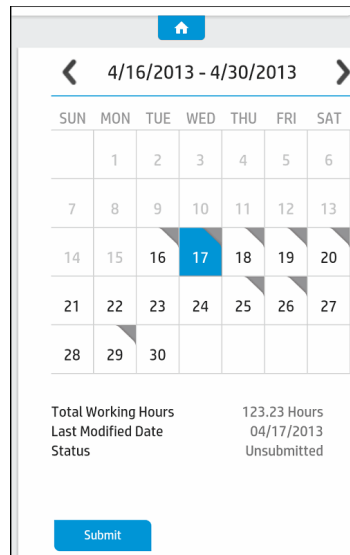 4/16/2013 - 4/30/2013
SUN MON TUE WED THU FRI SAT
1 2 3 4 5 6
7 8 9 10 11 12 13
14 15 16 17 18 19 20
21 22 23 24 25 26 27
28 29 30
Total Working Hours 123.23 Hours
Last Modified Date 04/17/2013
Status Unsubmitted
Submit